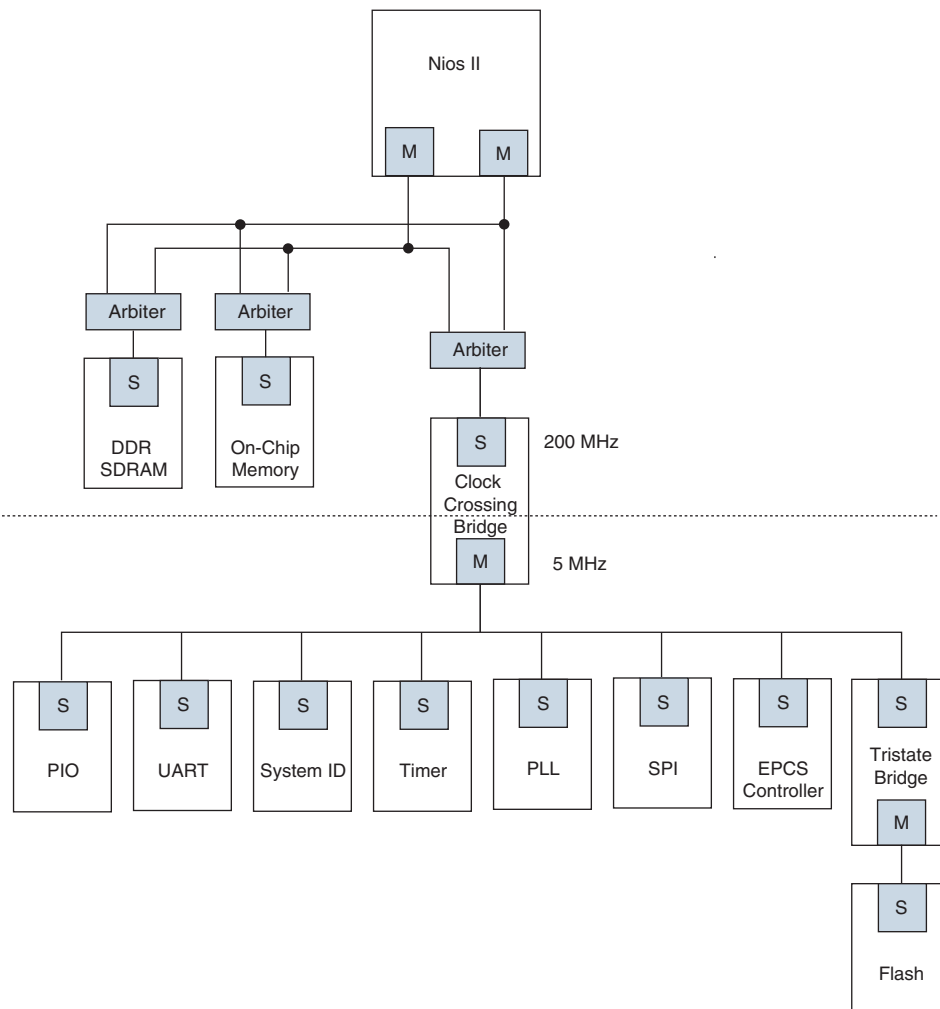 Nios II
M
M
Arbiter
Arbiter
Arbiter
S
S
DDR
SDRAM
On-Chip
Memory
S
200 MHz
Clock
Crossing
Bridge
M
5 MHz
S
S
S
S
S
S
S
S
PIO
UART
System ID
Timer
PLL
SPI
EPCS
Controller
Tristate
Bridge
M
S
Flash